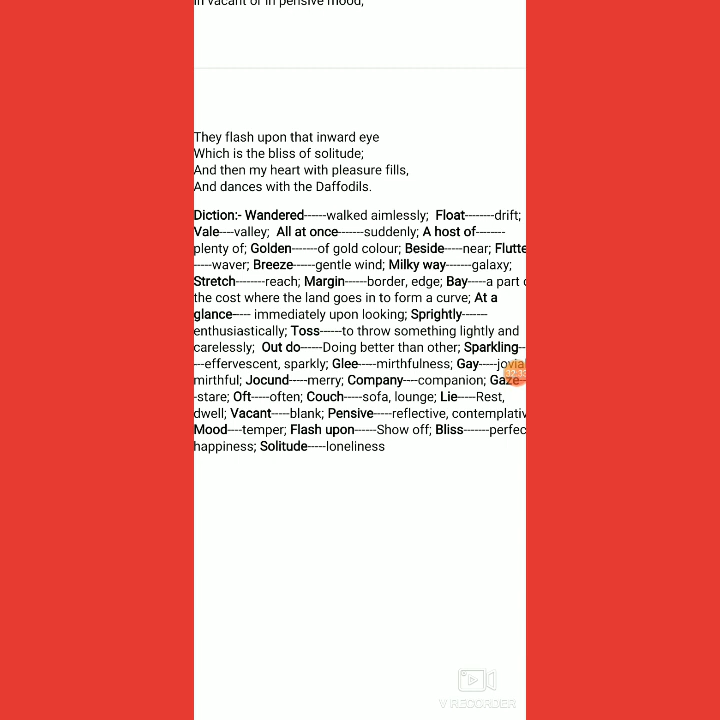 in vacant or in pensive mood,
They flash upon that inward eye
Which is the bliss of solitude;
And then my heart with pleasure fills,
And dances with the Daffodils.
Diction:- Wandered------walked aimlessly;  Float--------drift;
Vale----valley;  All at once-------suddenly; A host of--------
plenty of; Golden-------of gold colour; Beside-----near; Flutte
-----waver; Breeze------gentle wind; Milky way-------galaxy;
Stretch--------reach; Margin------border, edge; Bay-----a part
the cost where the land goes in to form a curve; At a
glance----- immediately upon looking; Sprightly-------
enthusiastically; Toss------to throw something lightly and
carelessly;  Out do------Doing better than other; Sparkling--
---effervescent, sparkly; Glee----mirthfulness; Gay----jovial
mirthful; Jocund-----merry; Company----companion; Gaze--
-stare; Oft-----often; Couch-----sofa, lounge; Lie-----Rest,
dwell; Vacant-----blank; Pensive-----reflective, contemplativ
Mood----temper; Flash upon------Show off; Bliss-------perfec
happiness; Solitude-----loneliness
V RECORDER